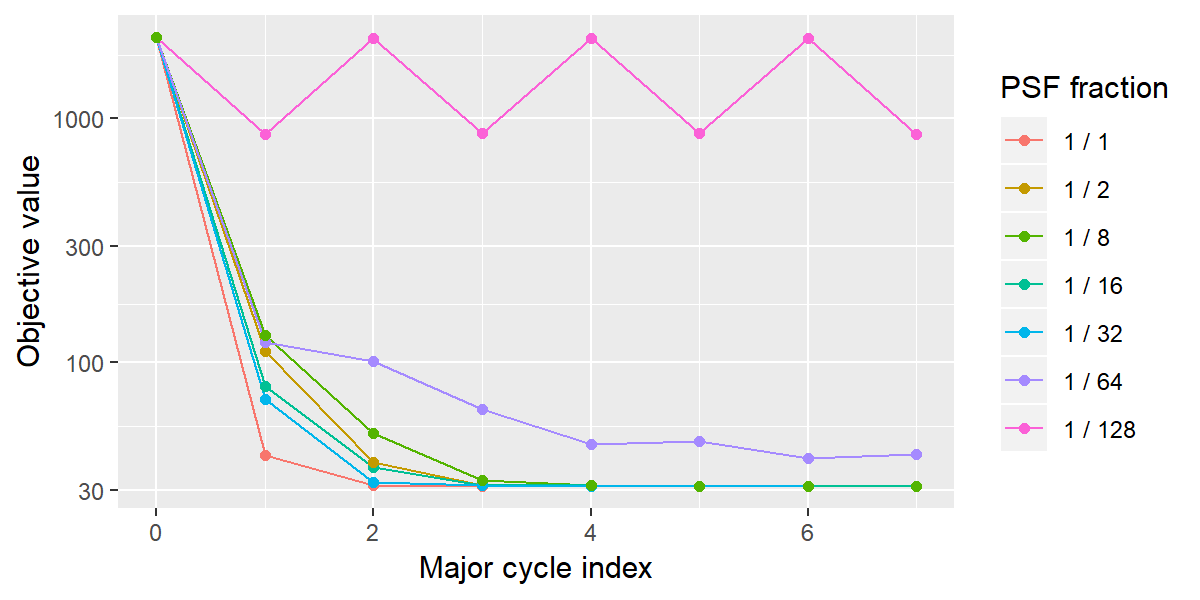 Objective value
1000
300
100
30
0
2
4
6
Major cycle index
PSF fraction
1 / 1
1 / 2
1 / 8
1 / 16
1 / 32
1 / 64
1 / 128